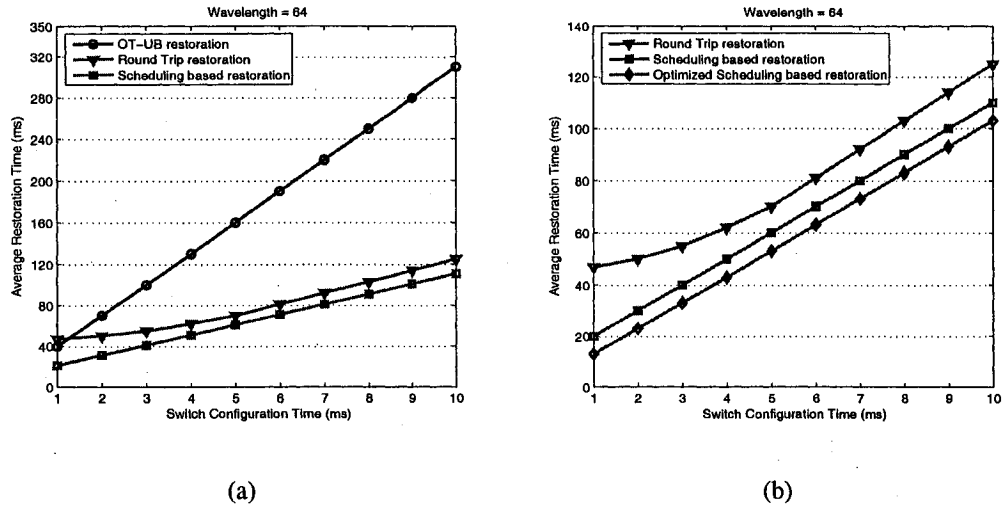 Wavelength = 64
OT-UB restoration
Round Trip restoration
Scheduling based restoration
Average Restoration Time (ms)
350
320
280
240
200
160
120
80
40
0
1 2 3 4 5 6 7 8 9 10
Switch Configuration Time (ms)
(a)
Wavelength = 64
Round Trip restoration
Scheduling based restoration
Optimized Scheduling based restoration
Average Restoration Time (ms)
140
120
100
80
60
40
20
0
1 2 3 4 5 6 7 8 9 10
Switch Configuration Time (ms)
(b)